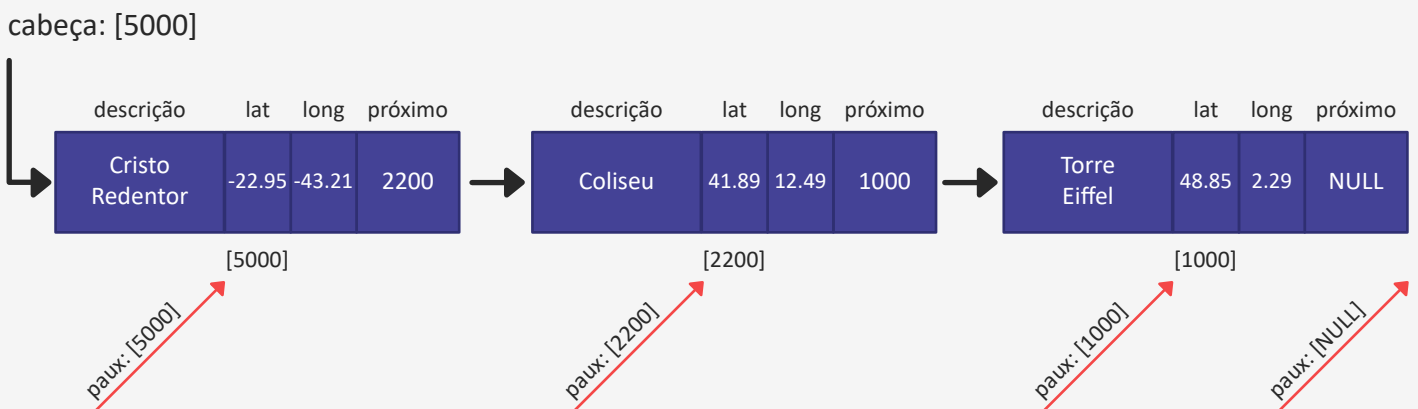 cabeça: [5000]
descrição lat long próximo
Cristo
Redentor
-22.95 -43.21 2200
[5000]
paux: [5000]
descrição lat long próximo
Coliseu 41.89 12.49 1000
[2200]
paux: [2200]
descrição lat long próximo
Torre
Eiffel
48.85 2.29 NULL
[1000]
paux: [1000]
paux: [NULL]